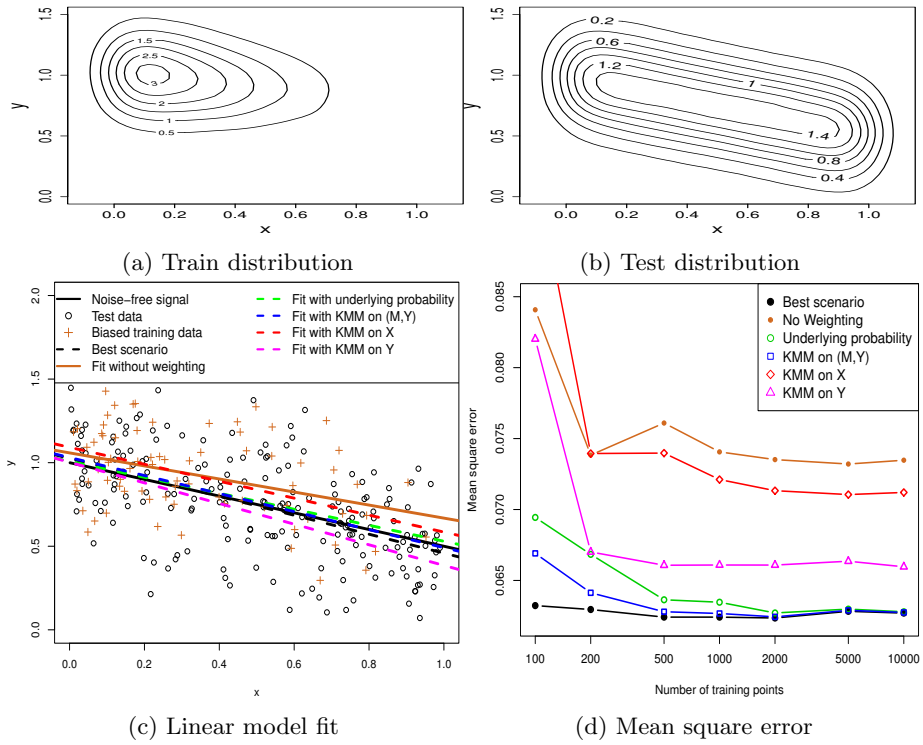 1.5
1.0
0.5
0.0
y
1.5
2.5
3
2
1
0.5
0.0 0.2 0.4 0.6 0.8 1.0
x
(a) Train distribution
1.5
1.0
0.5
0.0
y
0.2
0.6
1.2
1
1.4
0.8
0.4
0.0 0.2 0.4 0.6 0.8 1.0
x
(b) Test distribution
2.0
1.5
1.0
0.5
0.0
y
Noise-free signal
Test data
Biased training data
Best scenario
Fit without weighting
Fit with underlying probability
Fit with KMM on (M,Y)
Fit with KMM on X
Fit with KMM on Y
0.0 0.2 0.4 0.6 0.8 1.0
x
(c) Linear model fit
0.085
0.080
0.075
0.070
0.065
Mean square error
Best scenario
No Weighting
Underlying probability
KMM on (M,Y)
KMM on X
KMM on Y
100 200 500 1000 2000 5000 10000
Number of training points
(d) Mean square error